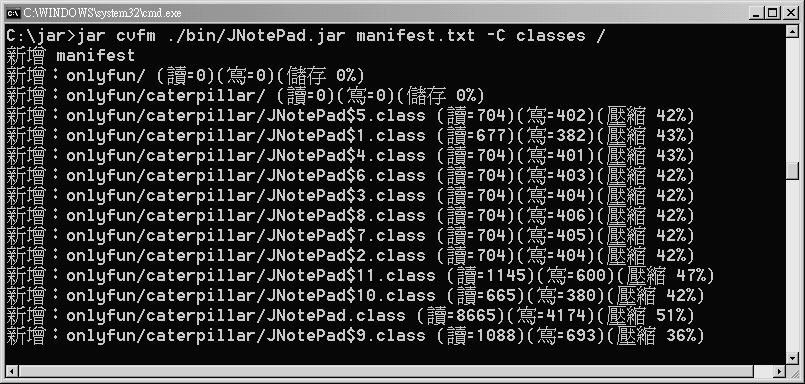 C:\WINDOWS\system32\cmd.exe
C:\jar>jar cvfm ./bin/JNotePad.jar manifest.txt -C classes /
新增 manifest
新增：onlyfun/ (讀=0)(寫=0)(儲存 0%)
新增：onlyfun/caterpillar/ (讀=0)(寫=0)(儲存 0%)
新增：onlyfun/caterpillar/JNotePad$5.class (讀=704)(寫=402)(壓縮 42%)
新增：onlyfun/caterpillar/JNotePad$1.class (讀=677)(寫=382)(壓縮 43%)
新增：onlyfun/caterpillar/JNotePad$4.class (讀=704)(寫=401)(壓縮 43%)
新增：onlyfun/caterpillar/JNotePad$6.class (讀=704)(寫=403)(壓縮 42%)
新增：onlyfun/caterpillar/JNotePad$3.class (讀=704)(寫=404)(壓縮 42%)
新增：onlyfun/caterpillar/JNotePad$8.class (讀=704)(寫=406)(壓縮 42%)
新增：onlyfun/caterpillar/JNotePad$7.class (讀=704)(寫=405)(壓縮 42%)
新增：onlyfun/caterpillar/JNotePad$2.class (讀=704)(寫=404)(壓縮 42%)
新增：onlyfun/caterpillar/JNotePad$11.class (讀=1145)(寫=600)(壓縮 47%)
新增：onlyfun/caterpillar/JNotePad$10.class (讀=665)(寫=380)(壓縮 42%)
新增：onlyfun/caterpillar/JNotePad.class (讀=8665)(寫=4174)(壓縮 51%)
新增：onlyfun/caterpillar/JNotePad$9.class (讀=1088)(寫=693)(壓縮 36%)